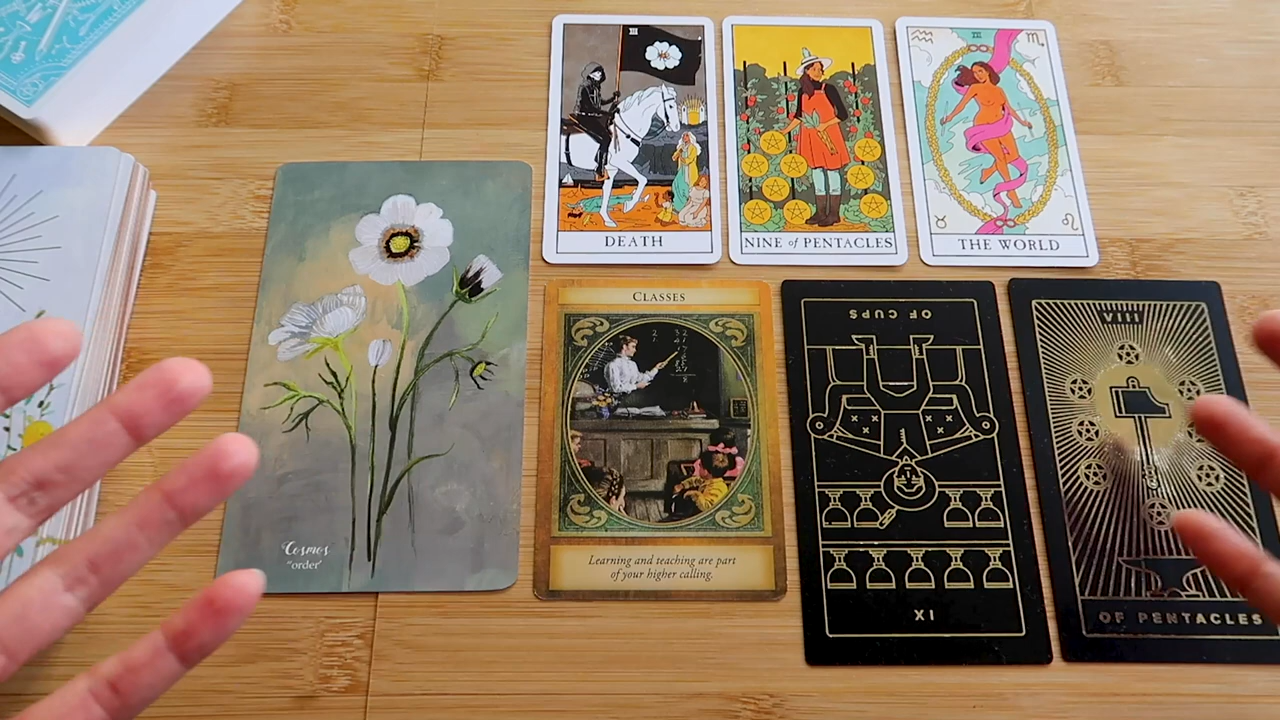 DEATH
NINE of PENTACLES
THE WORLD
Cosmos
"order"
CLASSES
Learning and teaching are part
of your higher calling.
OF CUPS
IX
VIII
OF PENTACLES